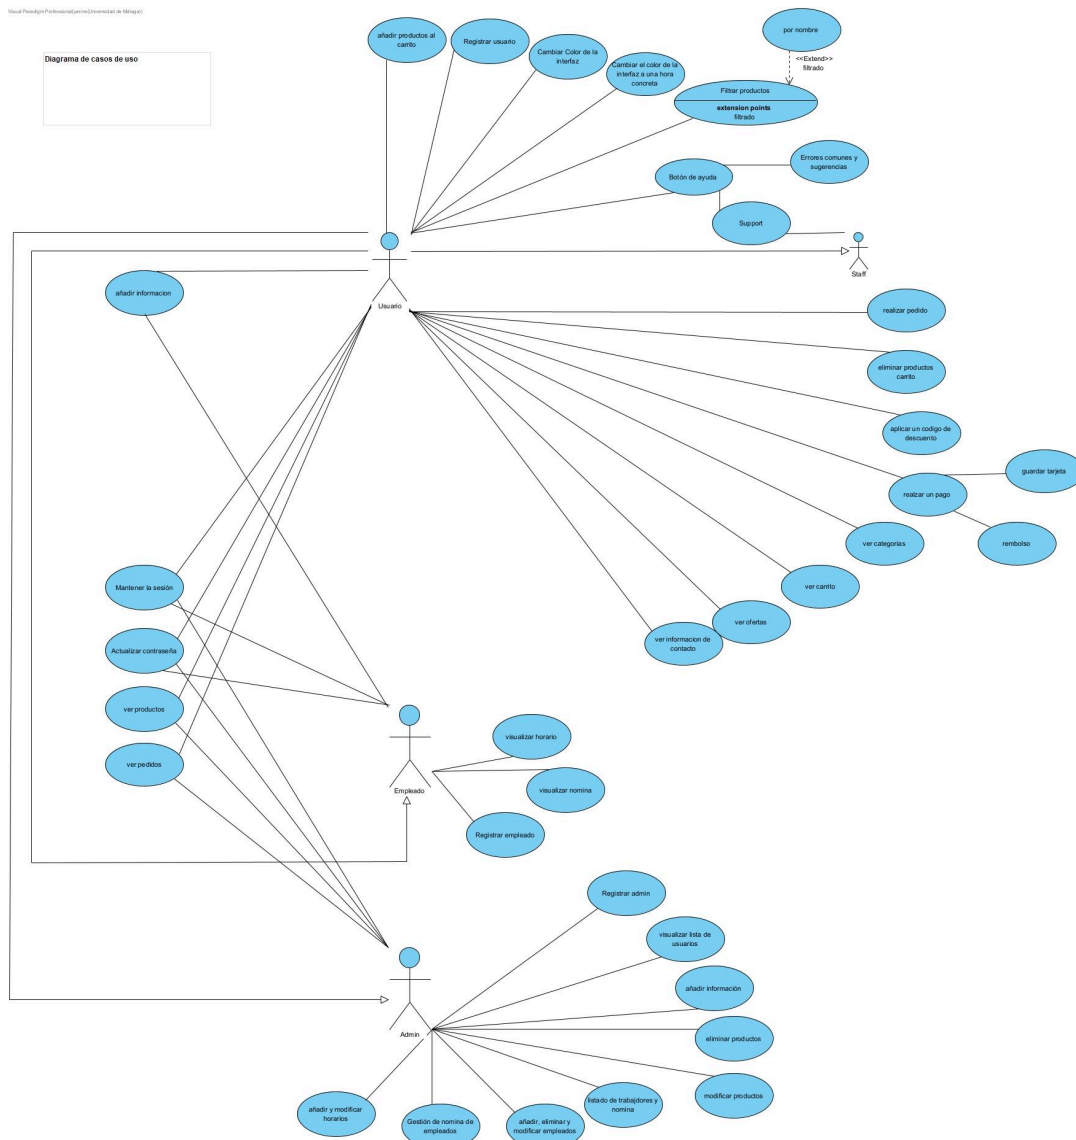 Visual Paradigm Professional(janine(Universidad de Málaga))
Diagrama de casos de uso
añadir productos al
carrito
Registrar usuario
Cambiar Color de la
interfaz
Cambiar el color de la
interfaz a una hora
concreta
por nombre
<<Extend>>
filtrado
Filtrar productos
extension points
filtrado
Errores comunes y
sugerencias
Botón de ayuda
Support
Staff
Usuario
añadir informacion
realizar pedido
eliminar productos
carrito
aplicar un codigo de
descuento
guardar tarjeta
realzar un pago
rembolso
ver categorias
ver carrito
ver ofertas
ver informacion de
contacto
Mantener la sesión
Actualizar contraseña
ver productos
ver pedidos
Empleado
visualizar horario
visualizar nomina
Registrar empleado
Registrar admin
visualizar lista de
usuarios
añadir información
eliminar productos
modificar productos
listado de trabajdores y
nomina
añadir, eliminar y
modificar empleados
Gestión de nomina de
empleados
añadir y modificar
horarios
Admin